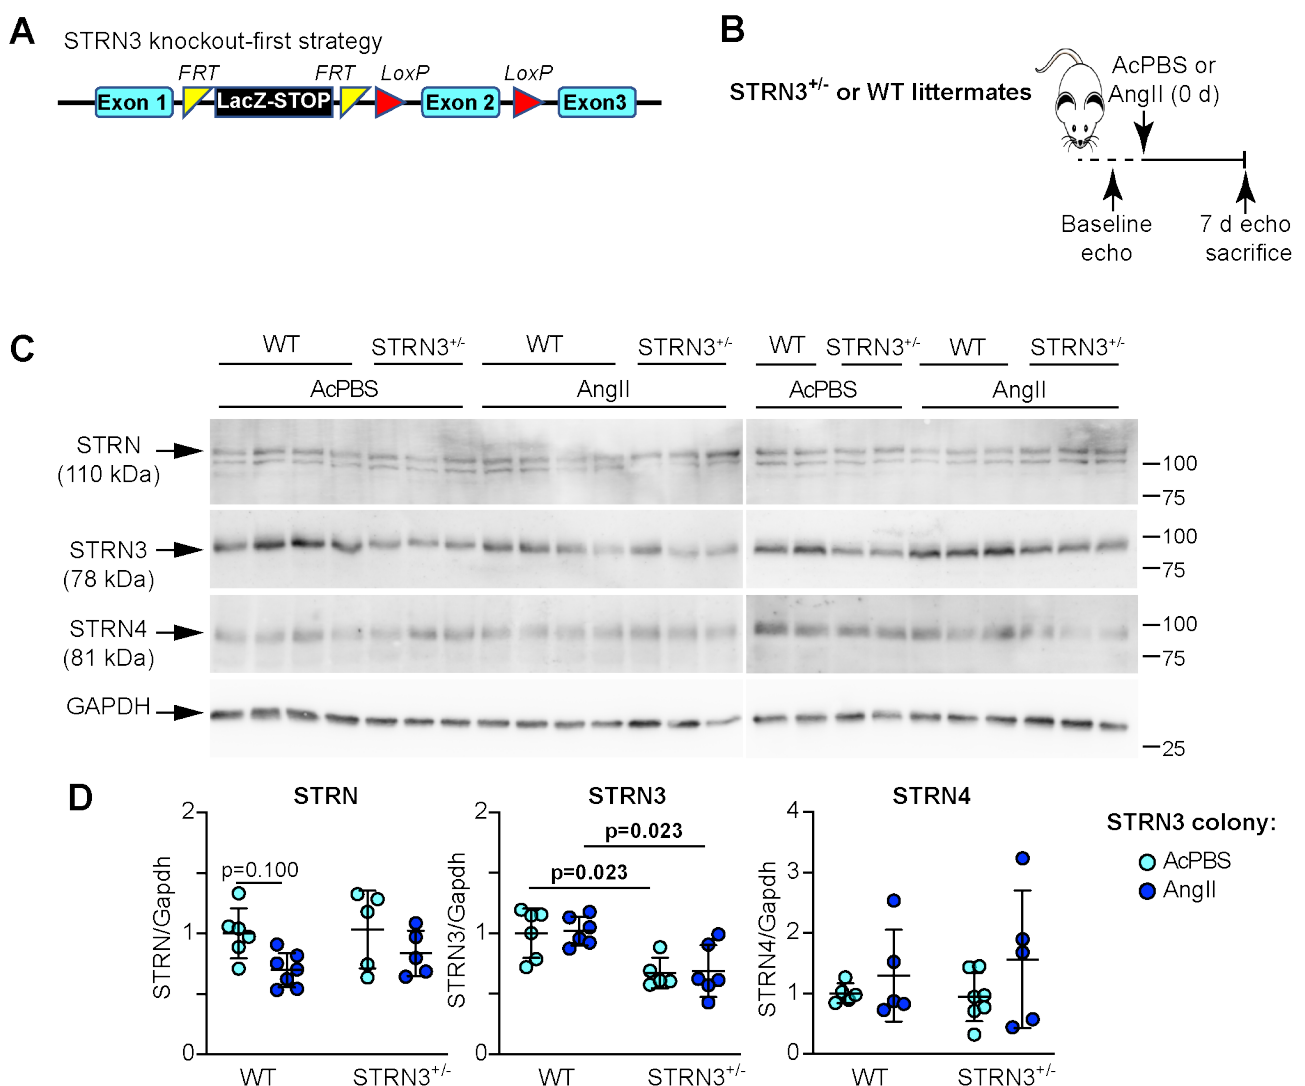 A
STRN3 knockout-first strategy
FRT FRT LoxP LoxP
Exon 1 LacZ-STOP Exon 2 Exon3
B
STRN3+/- or WT littermates
AcPBS or
AngII (0 d)
Baseline
echo
7 d echo
sacrifice
C
WT STRN3+/- WT STRN3+/- WT STRN3+/- WT STRN3+/-
AcPBS AngII AcPBS AngII
STRN
(110 kDa)
100
75
STRN3
(78 kDa)
100
75
STRN4
(81 kDa)
100
75
GAPDH
25
D
STRN
STRN/Gapdh
2
1
0
p=0.100
WT STRN3+/-
STRN3
STRN3/Gapdh
2
1
0
p=0.023
p=0.023
WT STRN3+/-
STRN4
STRN4/Gapdh
4
3
2
1
0
WT STRN3+/-
STRN3 colony:
AcPBS
AngII